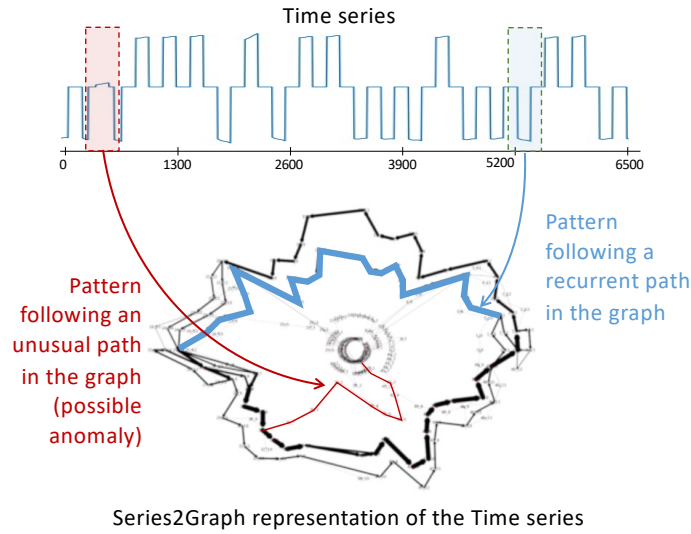 Time series
0 1300 2600 3900 5200 6500
Pattern
following a
recurrent path
in the graph
Pattern
following an
unusual path
in the graph
(possible
anomaly)
Series2Graph representation of the Time series